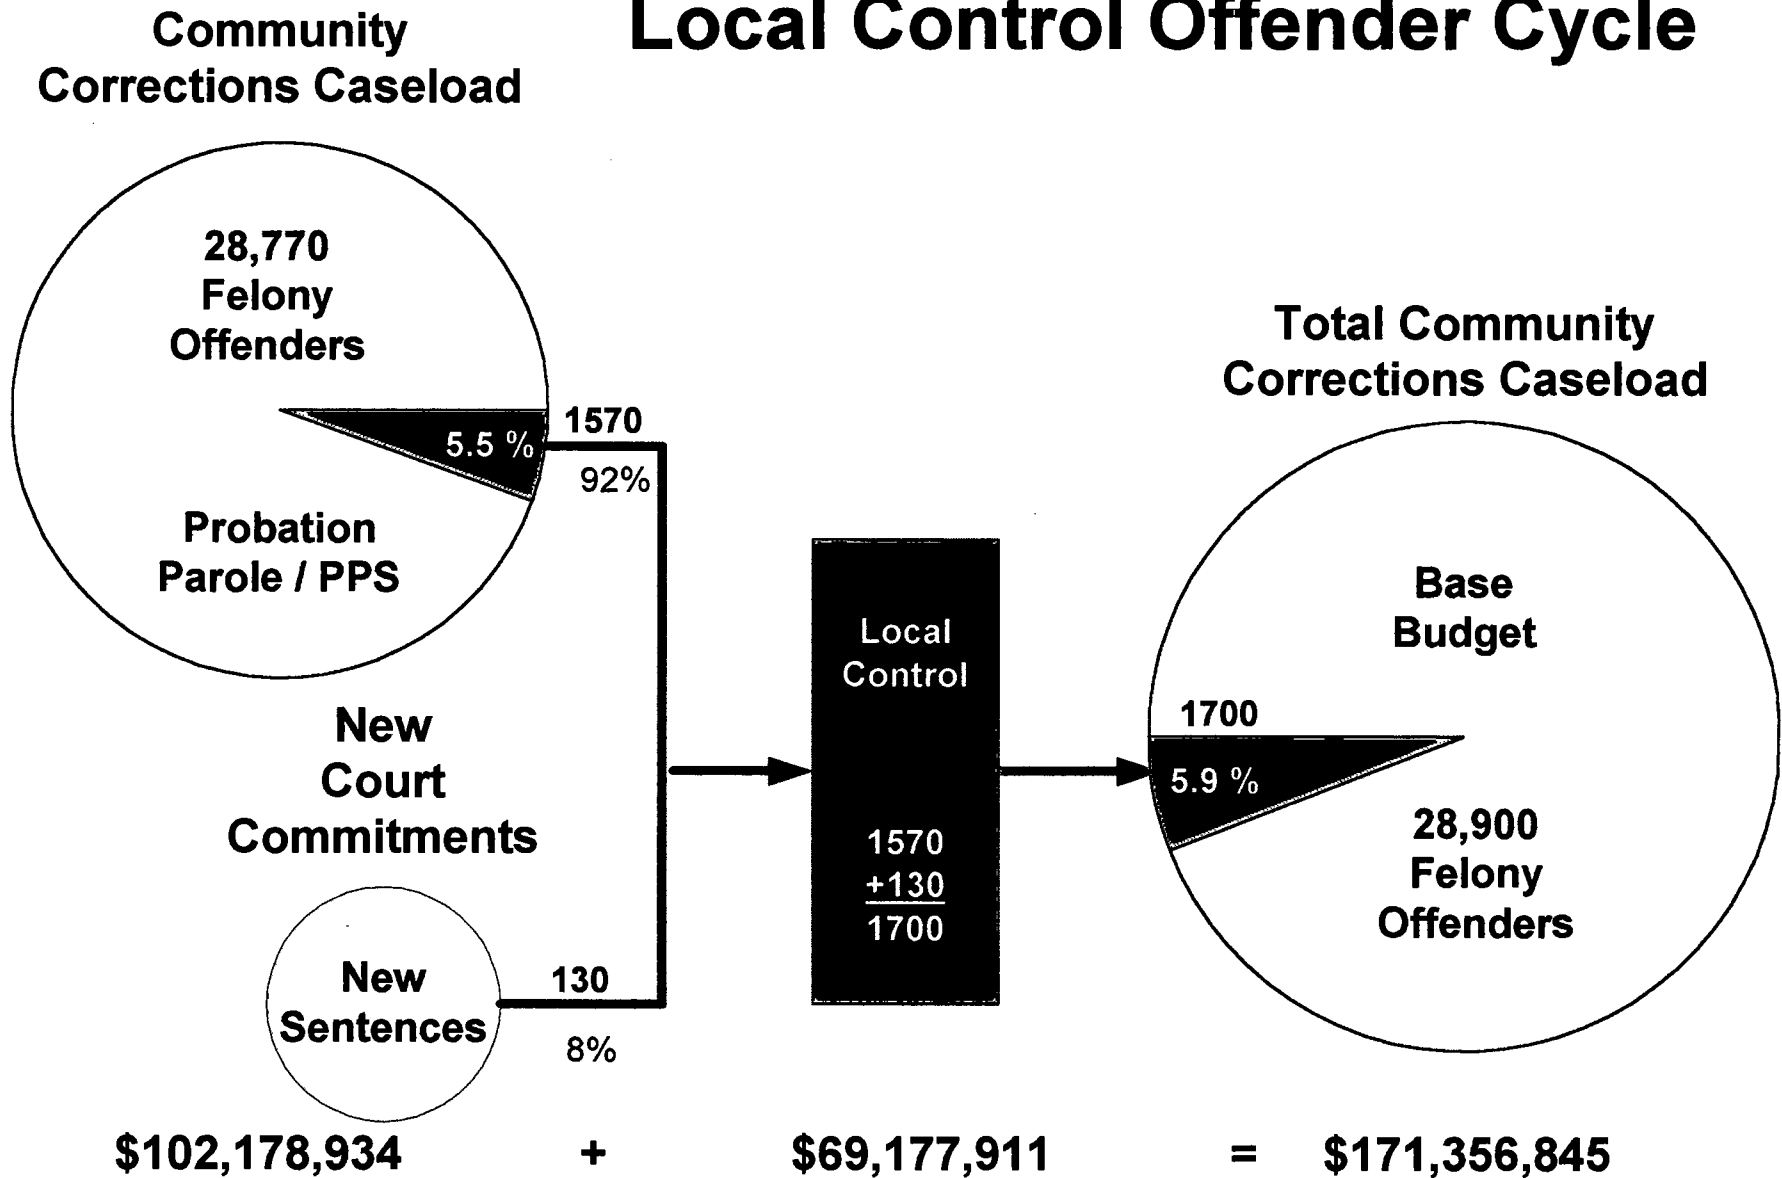 Local Control Offender Cycle
Community
Corrections Caseload
28,770
Felony
Offenders
5.5 %
1570
92%
Probation
Parole / PPS
New
Court
Commitments
New
Sentences
130
8%
Local
Control
1570
+130
1700
Total Community
Corrections Caseload
Base
Budget
1700
5.9 %
28,900
Felony
Offenders
$102,178,934 + $69,177,911 = $171,356,845